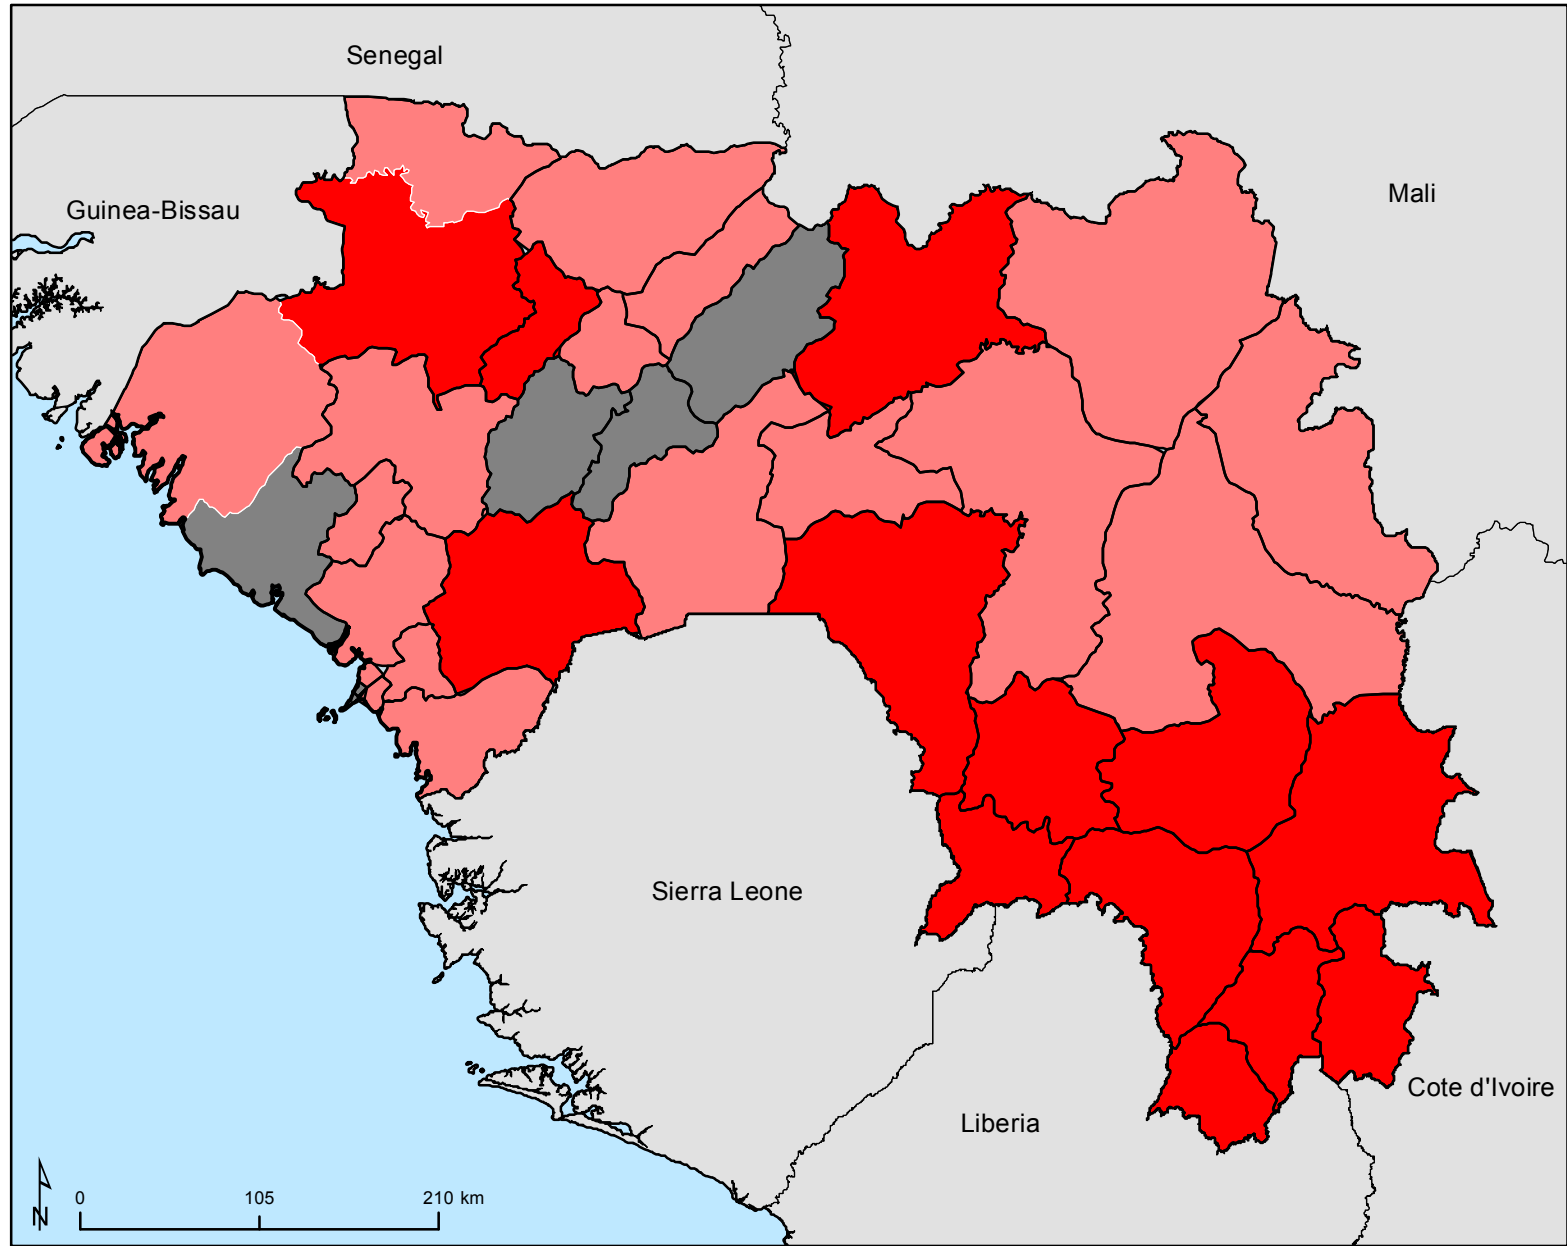 Senegal
Mali
Guinea-Bissau
Sierra Leone
Cote d'Ivoire
Liberia
N
0 105 210 km